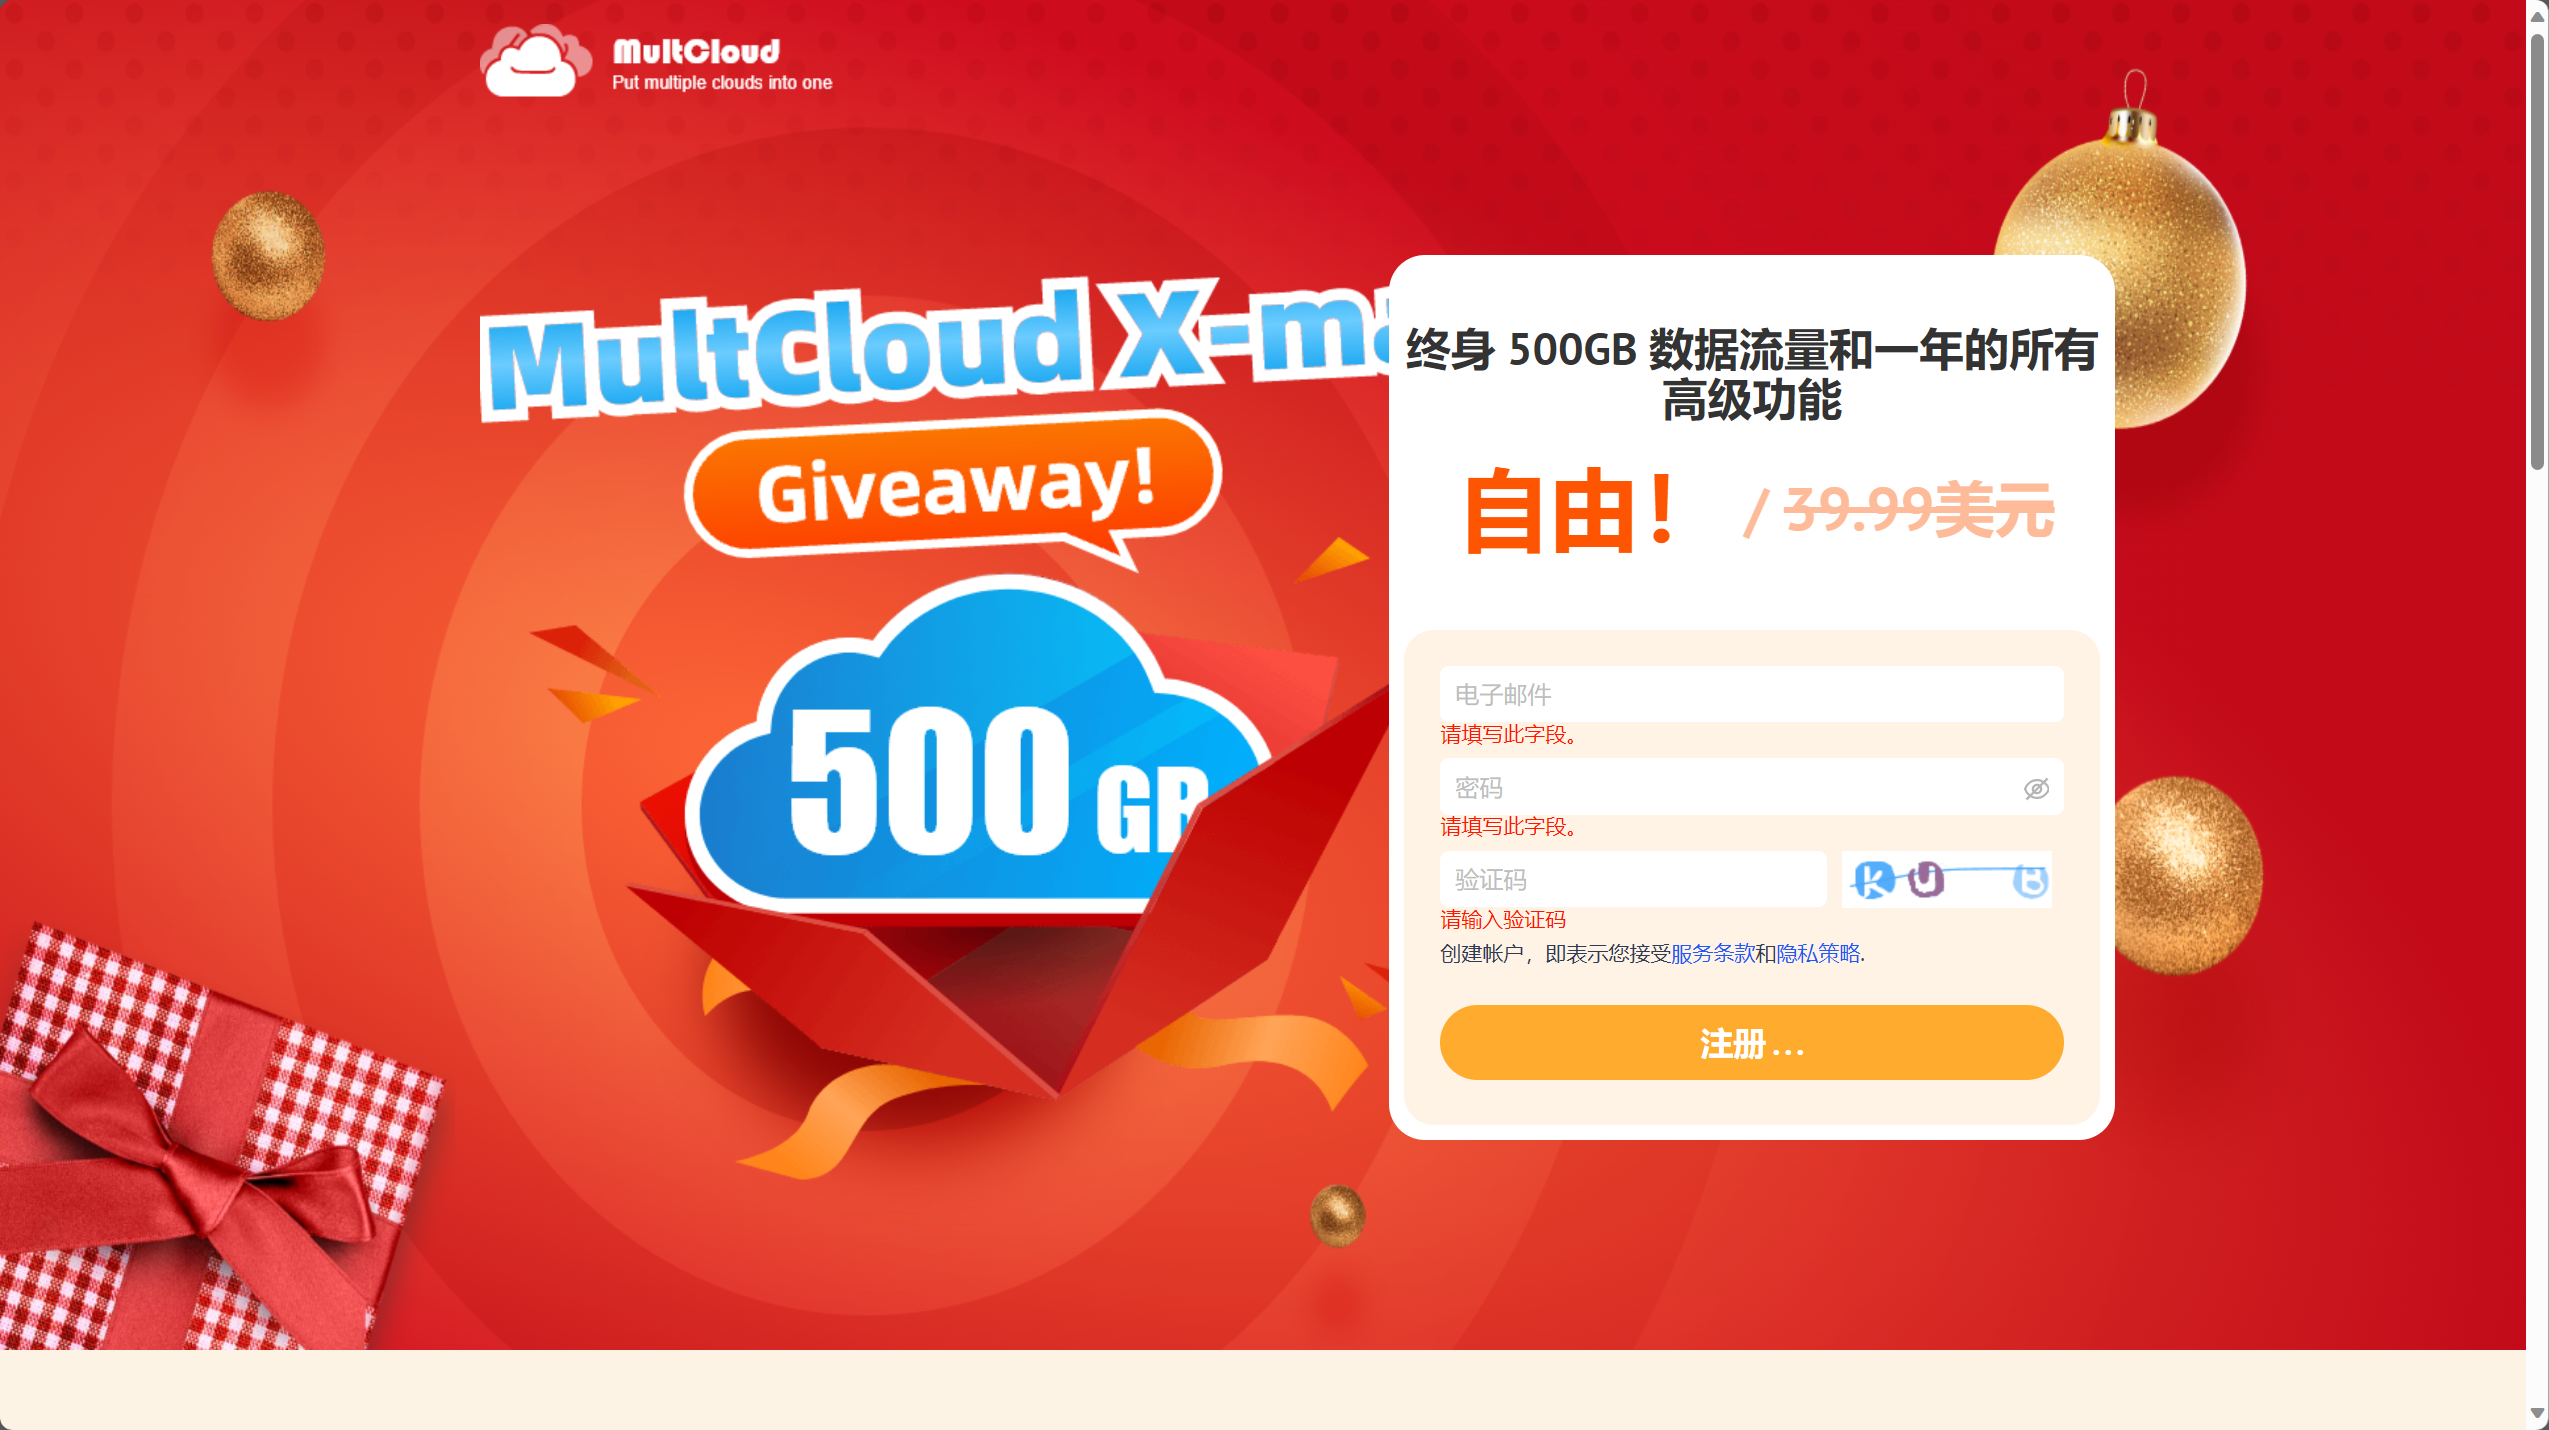 MultCloud
Put multiple clouds into one
MultCloud X-ma
Giveaway!
500 GB
终身 500GB 数据流量和一年的所有
高级功能
自由！ / 39.99美元
电子邮件
请填写此字段。
密码
请填写此字段。
验证码
请输入验证码
创建帐户，即表示您接受服务条款和隐私策略.
注册...